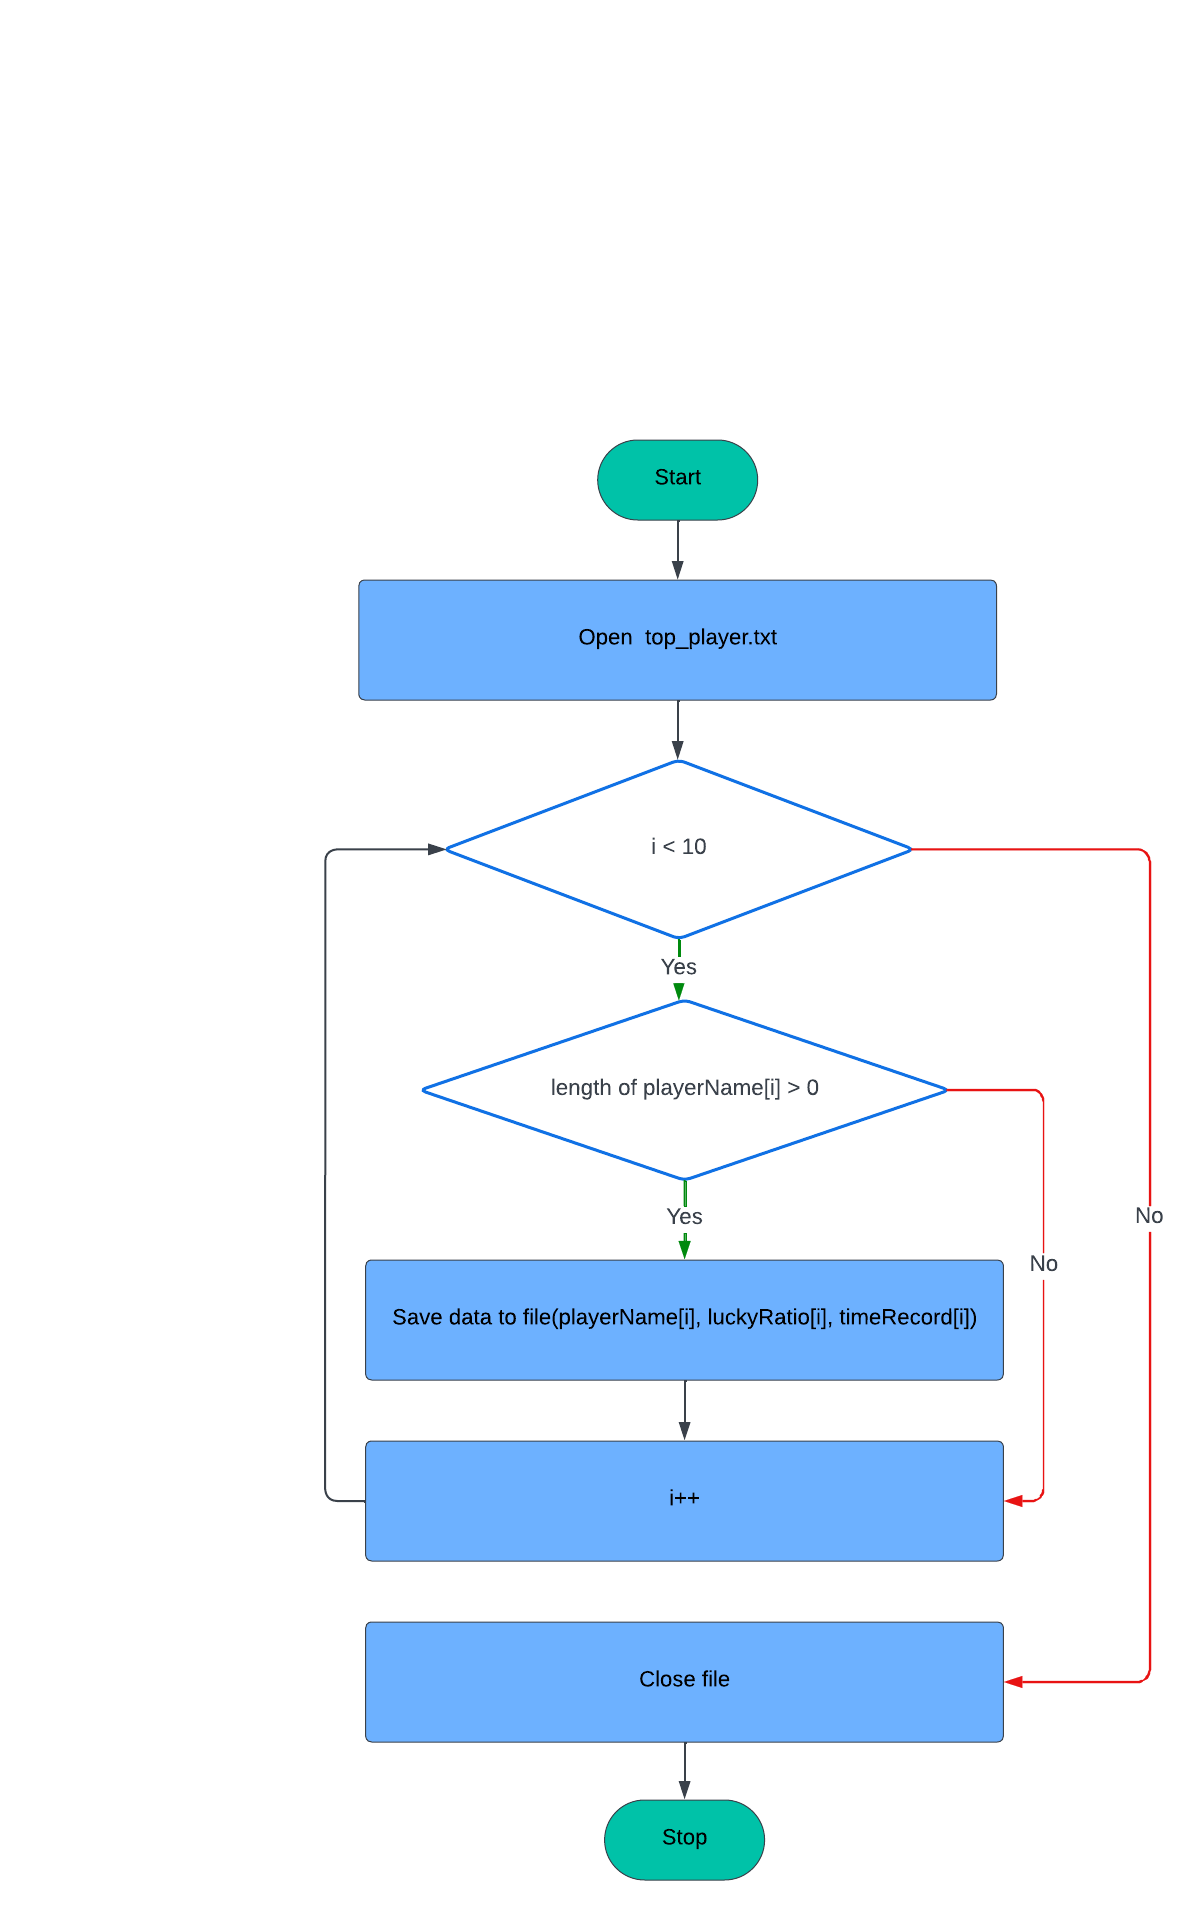 Start
Open  top_player.txt
i < 10
Yes
length of playerName[i] > 0
Yes
No
No
Save data to file(playerName[i], luckyRatio[i], timeRecord[i])
i++
Close file
Stop